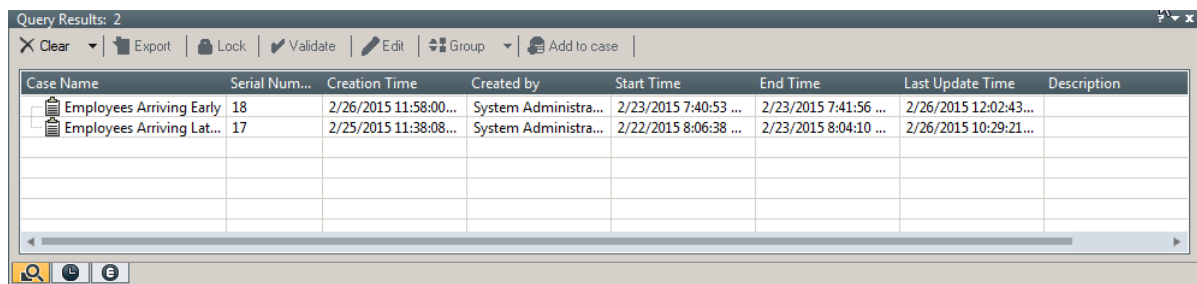 Query Results: 2
Clear Export Lock Validate Edit Group Add to case
Case Name Serial Num... Creation Time Created by Start Time End Time Last Update Time Description
Employees Arriving Early 18 2/26/2015 11:58:00... System Administra... 2/23/2015 7:40:53 ... 2/23/2015 7:41:56 ... 2/26/2015 12:02:43...
Employees Arriving Lat... 17 2/25/2015 11:38:08... System Administra... 2/22/2015 8:06:38 ... 2/23/2015 8:04:10 ... 2/26/2015 10:29:21...